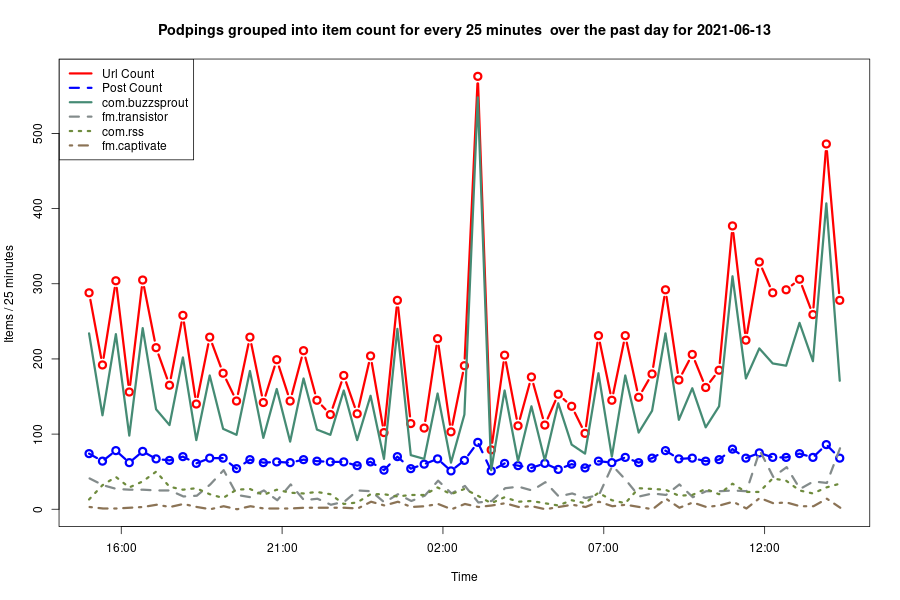 Podpings grouped into item count for every 25 minutes  over the past day for 2021-06-13
Url Count
Post Count
com.buzzsprout
fm.transistor
com.rss
fm.captivate
500
400
300
200
100
0
Items / 25 minutes
16:00 21:00 02:00 07:00 12:00
Time